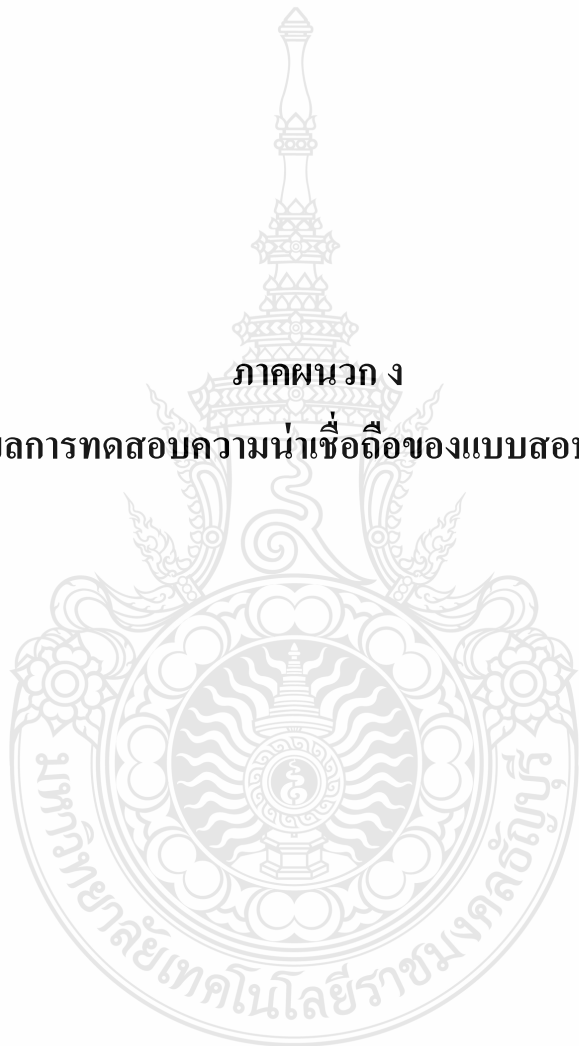 ภาคผนวก ง
ลการทดสอบความน่าเชื่อถือของแบบสอบ
มหาวิทยาลัยเทคโนโลยีราชมงคลธัญบุรี